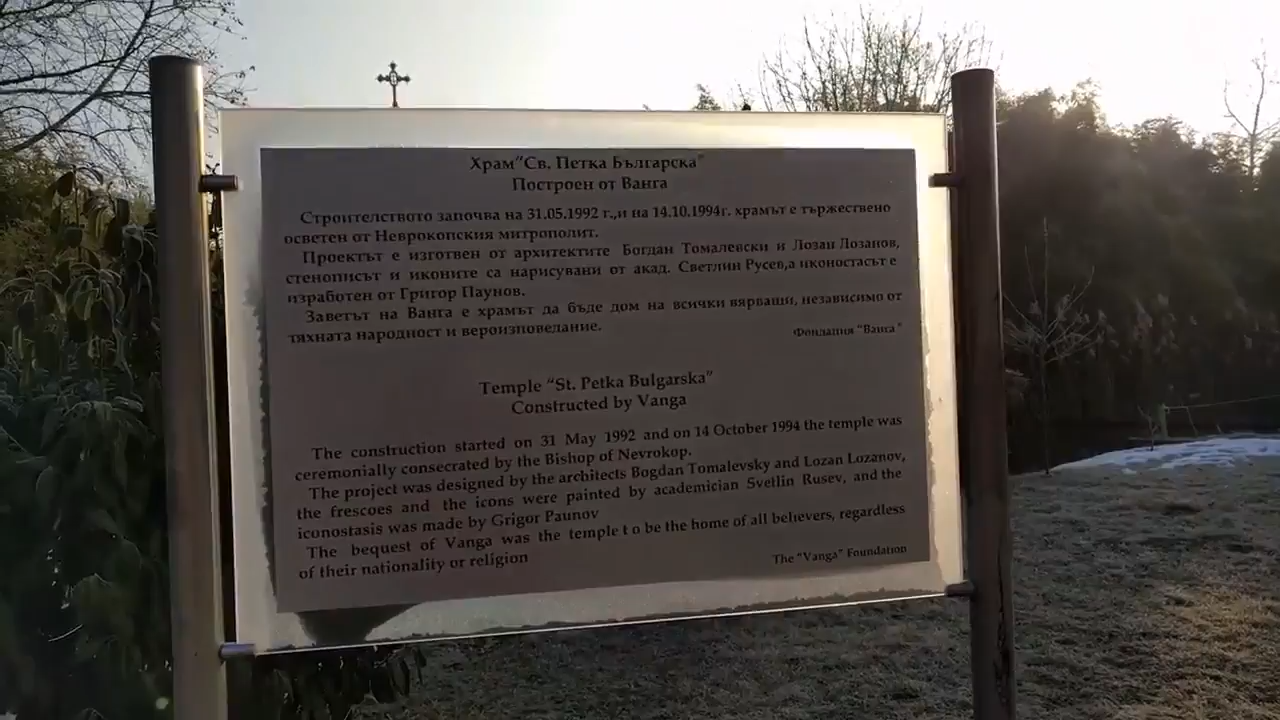 Храм"Св. Петка Българска"
Построен от Ванга
Строителството започва на 31.05.1992 г.,и на 14.10.1994г. храмът е тържествено
осветен от Неврокопския митрополит.
Проектът е изготвен от архитектите Богдан Томалевски и Лозан Лозанов,
стенописът и иконите са нарисувани от акад. Светлин Русев,а иконостасът е
изработен от Григор Паунов.
Заветът на Ванга е храмът да бъде дом на всички вярващи, независимо от
тяхната народност и вероизповелание.
Фондация "Ванга"
Temple "St. Petka Bulgarska"
Constructed by Vanga
The construction started on 31 May 1992 and on 14 October 1994 the temple was
ceremonially consecrated by the Bishop of Nevrokop.
The project was designed by the architects Bogdan Tomalevsky and Lozan Lozanov,
the frescoes and the icons were painted by academician Svetlin Rusev, and the
iconostasis was made by Grigor Paunov
The bequest of Vanga was the temple t o be the home of all believers, regardless
of their nationality or religion
The "Vanga" Foundation